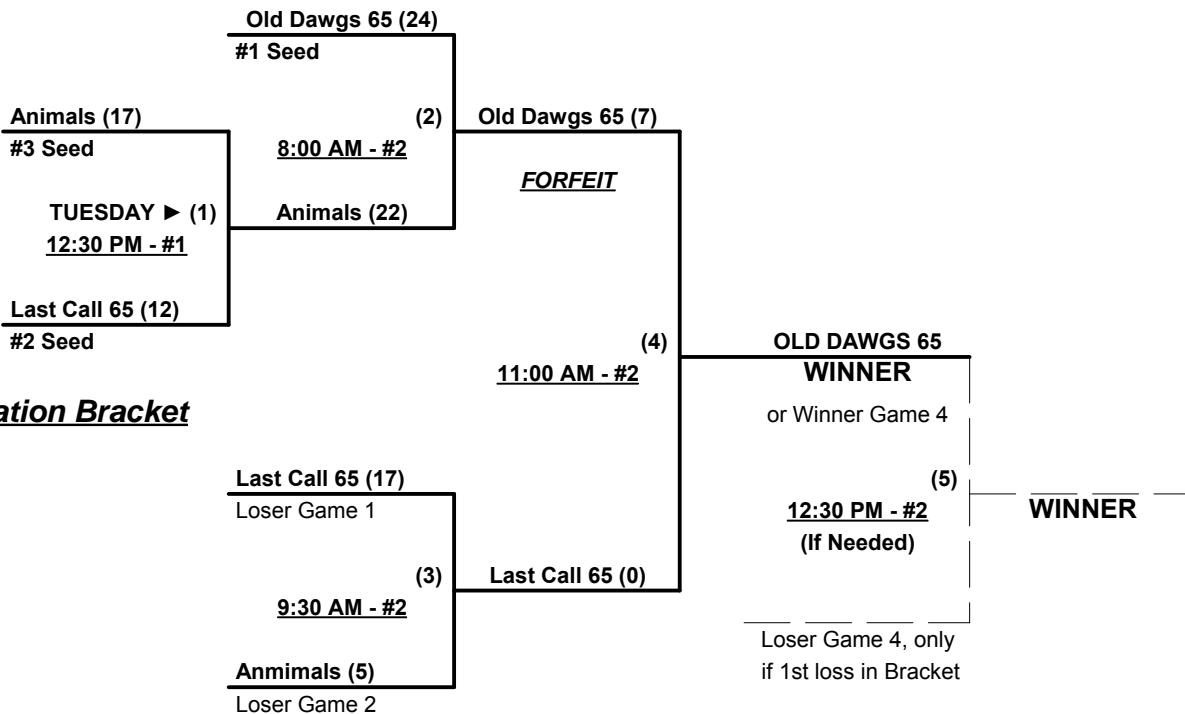 Old Dawgs 65 (24)
#1 Seed
Animals (17)
(2)
Old Dawgs 65 (7)
#3 Seed
8:00 AM - #2
FORFEIT
TUESDAY ► (1)
Animals (22)
12:30 PM - #1
Last Call 65 (12)
#2 Seed
(4)
OLD DAWGS 65
11:00 AM - #2
WINNER
ation Bracket
or Winner Game 4
Last Call 65 (17)
(5)
Loser Game 1
12:30 PM - #2
WINNER
(If Needed)
(3)
Last Call 65 (0)
9:30 AM - #2
Loser Game 4, only
if 1st loss in Bracket
Anmimals (5)
Loser Game 2